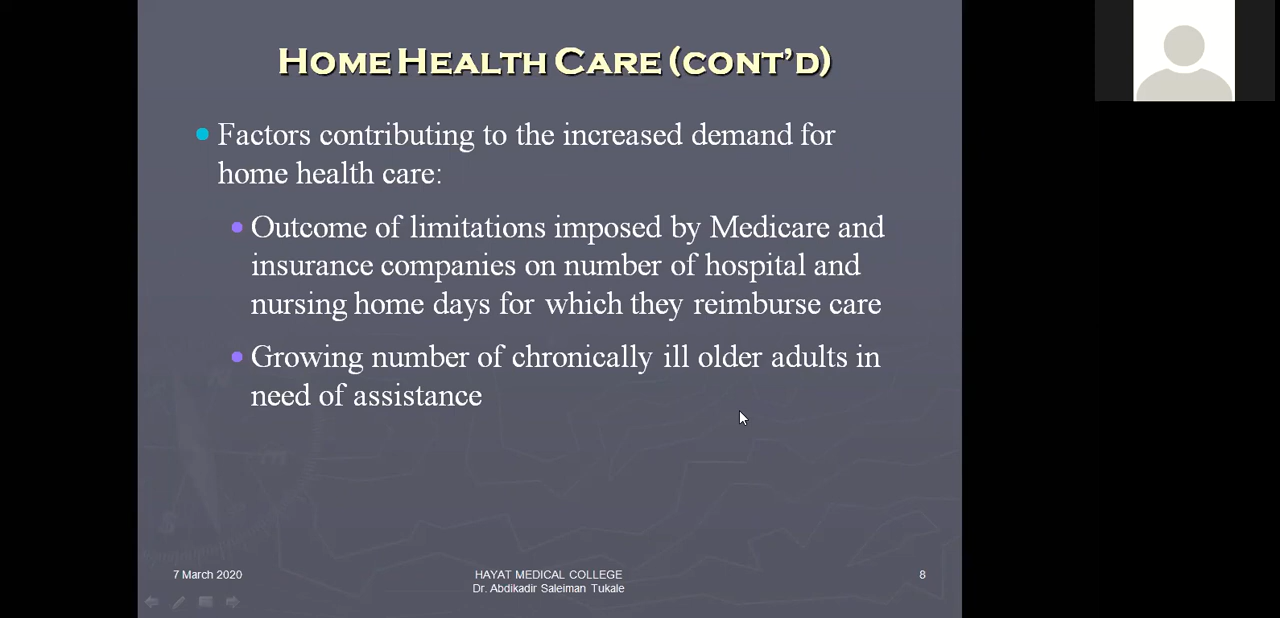 HOME HEALTH CARE (CONT'D)
Factors contributing to the increased demand for
home health care:
Outcome of limitations imposed by Medicare and
insurance companies on number of hospital and
nursing home days for which they reimburse care
Growing number of chronically ill older adults in
need of assistance
7 March 2020
HAYAT MEDICAL COLLEGE
Dr. Abdikadir Saleiman Tukale
8